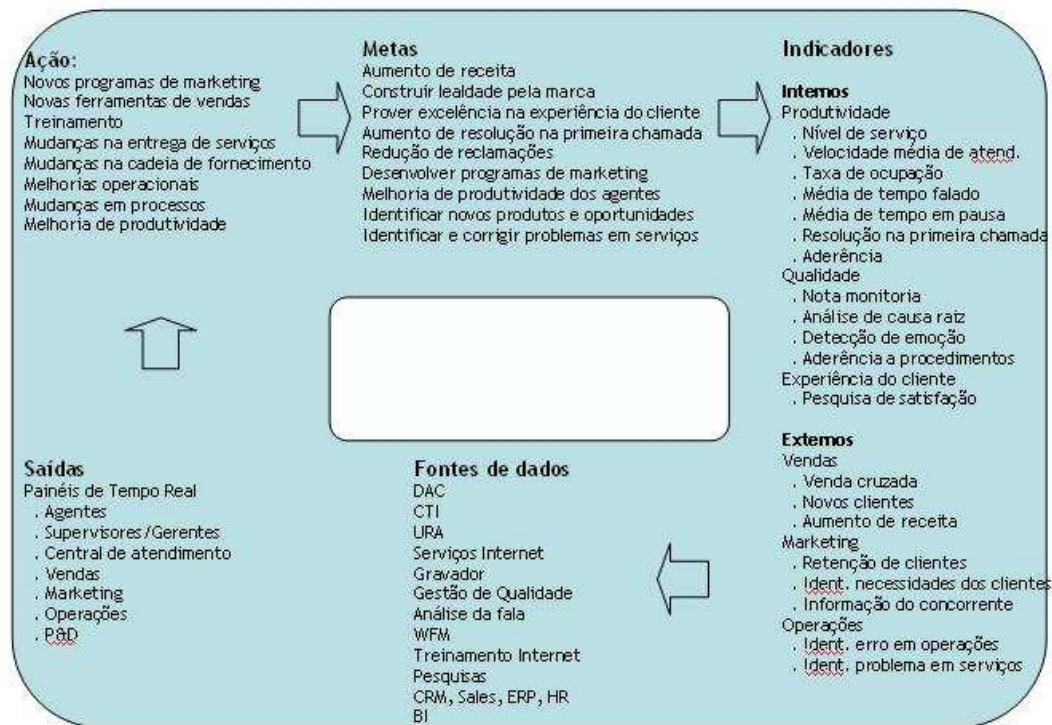 Ação:
Novos programas de marketing
Novas ferramentas de vendas
Treinamento
Mudanças na entrega de serviços
Mudanças na cadeia de fornecimento
Melhorias operacionais
Mudanças em processos
Melhoria de produtividade
Metas
Aumento de receita
Construir lealdade pela marca
Prover excelência na experiência do cliente
Aumento de resolução na primeira chamada
Redução de reclamações
Desenvolver programas de marketing
Melhoria de produtividade dos agentes
Identificar novos produtos e oportunidades
Identificar e corrigir problemas em serviços
Indicadores
Internos
Produtividade
. Nível de serviço
. Velocidade média de atend.
. Taxa de ocupação
. Média de tempo falado
. Média de tempo em pausa
. Resolução na primeira chamada
. Aderência
Qualidade
. Nota monitoria
. Análise de causa raiz
. Detecção de emoção
. Aderência a procedimentos
Experiência do cliente
. Pesquisa de satisfação
Externos
Vendas
. Venda cruzada
. Novos clientes
. Aumento de receita
Marketing
. Retenção de clientes
. Ident. necessidades dos clientes
. Informação do concorrente
Operações
. Ident. erro em operações
. Ident. problema em serviços
Fontes de dados
DAC
CTI
URA
Serviços Internet
Gravador
Gestão de Qualidade
Análise da fala
WFM
Treinamento Internet
Pesquisas
CRM, Sales, ERP, HR
BI
Saídas
Painéis de Tempo Real
. Agentes
. Supervisores/Gerentes
. Central de atendimento
. Vendas
. Marketing
. Operações
. P&D